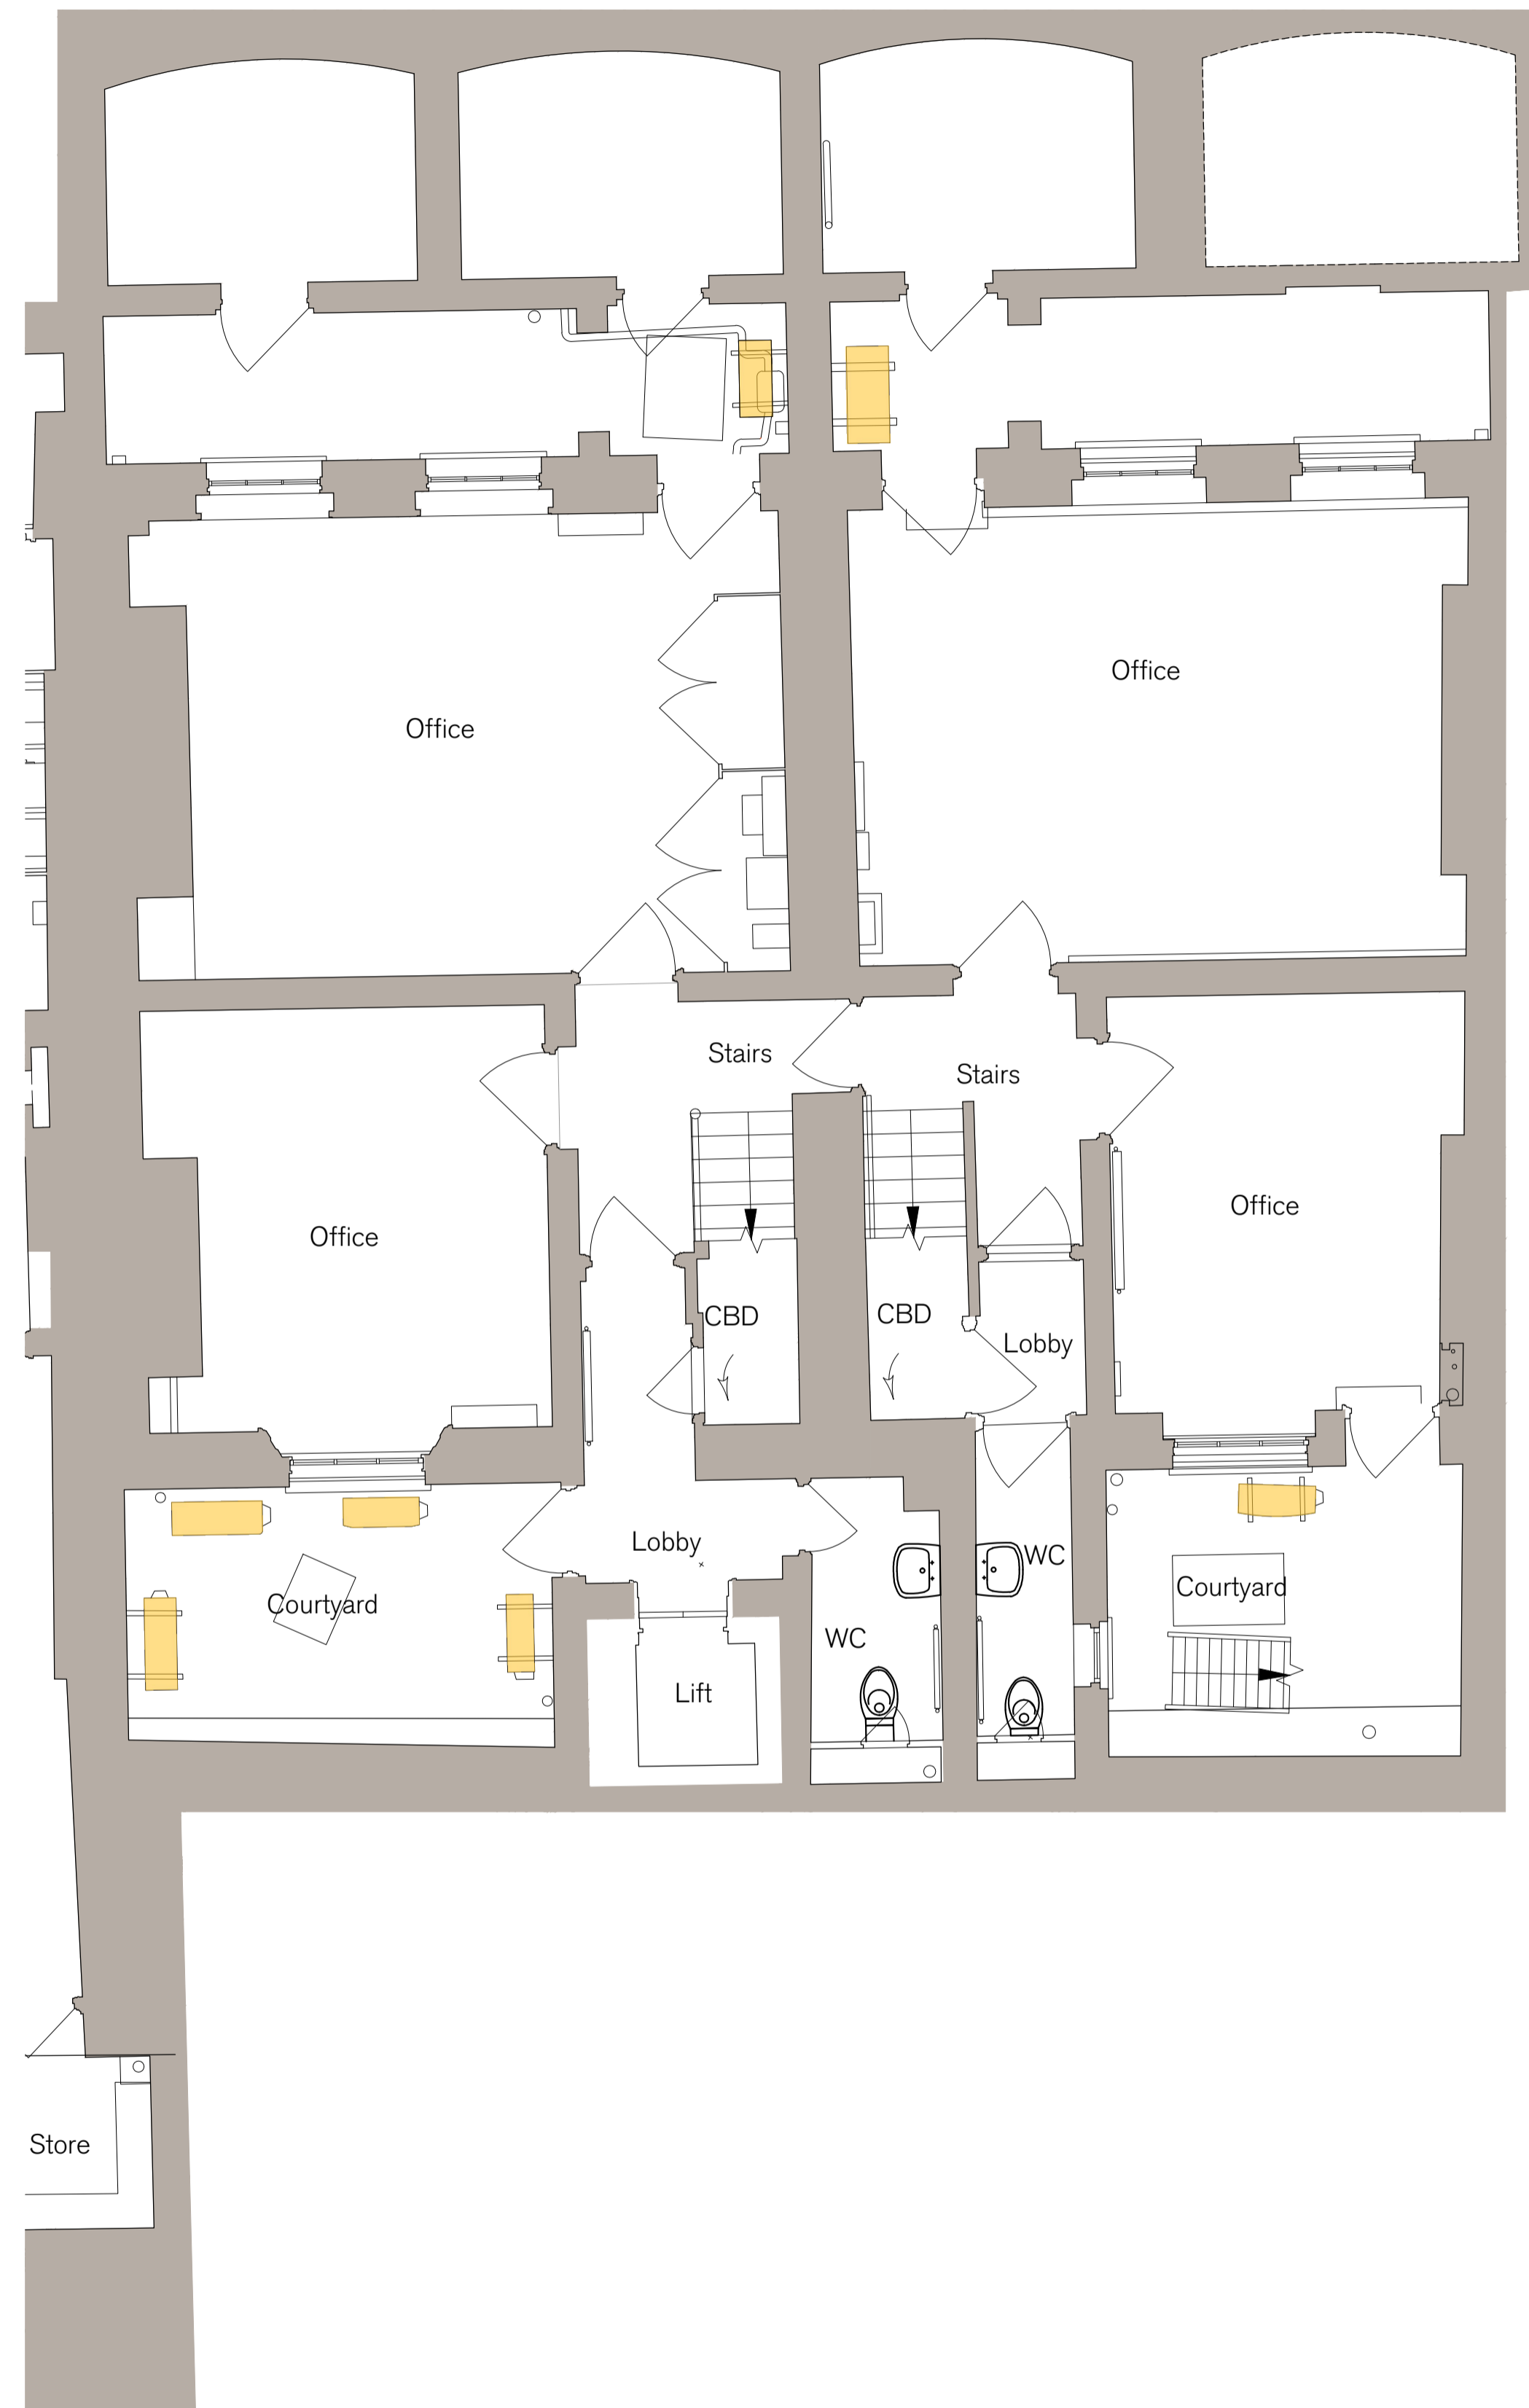 Office
Office
Stairs
Stairs
Office
Office
CBD
CBD
Lobby
Lobby
WC
Courtyard
Courtyard
WC
Lift
Store